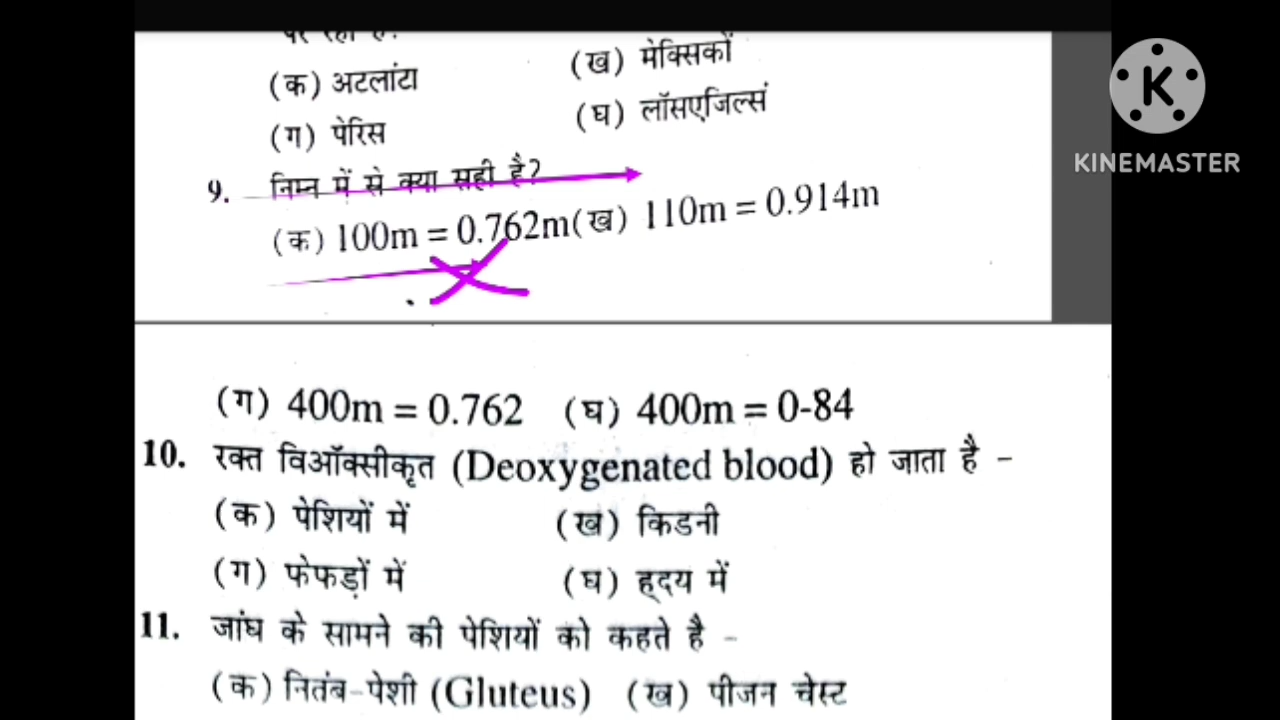 (क) अटलांटा (ख) मेक्सिकों
(ग) पेरिस (घ) लॉसएजिल्सं
9. निम्न में से क्या सही है?
(क) 100m = 0.762m (ख) 110m = 0.914m
(ग) 400m = 0.762 (घ) 400m = 0-84
10. रक्त विऑक्सीकृत (Deoxygenated blood) हो जाता है -
(क) पेशियों में (ख) किडनी
(ग) फेफड़ों में (घ) हृदय में
11. जांघ के सामने की पेशियों को कहते है -
(क) नितंब-पेशी (Gluteus) (ख) पीजन चेस्ट
K
KINEMASTER